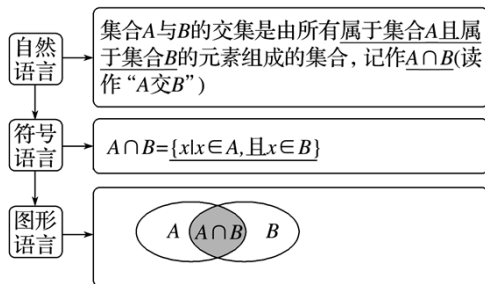 自然
语言
集合A与B的交集是由所有属于集合A且属
于集合B的元素组成的集合，记作A∩B(读
作“A交B”)
符号
语言
A∩B={x|x∈A,且x∈B}
图形
语言
A A∩B B